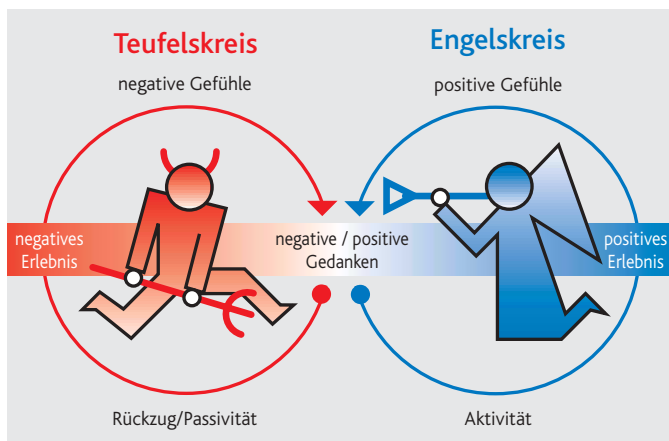 Teufelskreis
Engelskreis
negative Gefühle
positive Gefühle
negatives
Erlebnis
negative / positive
Gedanken
positives
Erlebnis
Rückzug/Passivität
Aktivität